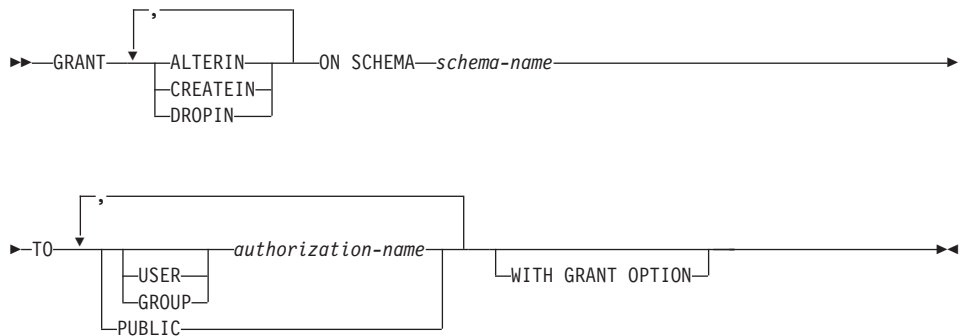 ,
GRANT ALTERIN ON SCHEMA schema-name
CREATEIN
DROPIN
,
TO authorization-name
USER WITH GRANT OPTION
GROUP
PUBLIC